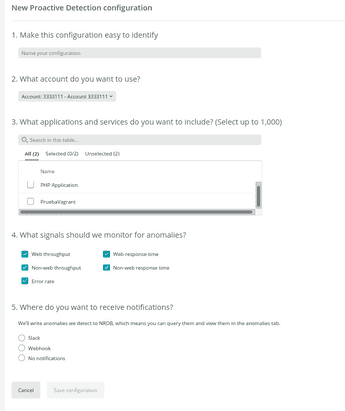 New Proactive Detection configuration
1. Make this configuration easy to identify
Name your configuration
2. What account do you want to use?
Account: 3333111 - Account 3333111
3. What applications and services do you want to include? (Select up to 1,000)
Search in this table...
All (2) Selected (0/2) Unselected (2)
Name
PHP Application
PruebaVagrant
4. What signals should we monitor for anomalies?
Web throughput Web response time
Non-web throughput Non-web response time
Error rate
5. Where do you want to receive notifications?
We'll write anomalies we detect to NRDB, which means you can query them and view them in the anomalies tab.
Slack
Webhook
No notifications
Cancel Save configuration